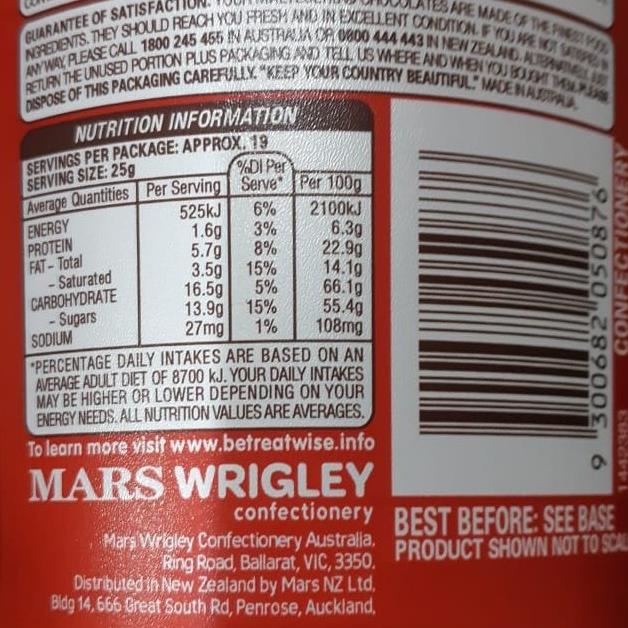 GUARANTEE OF SATISFACTION. CHOCOLATES ARE MADE OF THE FINEST FOOD
INGREDIENTS. THEY SHOULD REACH YOU FRESH AND IN EXCELLENT CONDITION. IF YOU ARE NOT SATISFIED IN
ANY WAY, PLEASE CALL 1800 245 455 IN AUSTRALIA OR 0800 444 443 IN NEW ZEALAND. ALTERNATIVELY, JUST
RETURN THE UNUSED PORTION PLUS PACKAGING AND TELL US WHERE AND WHEN YOU BOUGHT THEM. PLEASE
DISPOSE OF THIS PACKAGING CAREFULLY. "KEEP YOUR COUNTRY BEAUTIFUL." MADE IN AUSTRALIA.
NUTRITION INFORMATION
SERVINGS PER PACKAGE: APPROX. 19
SERVING SIZE: 25g
Average Quantities Per Serving %DI Per Serve* Per 100g
ENERGY 525kJ 6% 2100kJ
PROTEIN 1.6g 3% 6.3g
FAT- Total 5.7g 8% 22.9g
- Saturated 3.5g 15% 14.1g
CARBOHYDRATE 16.5g 5% 66.1g
- Sugars 13.9g 15% 55.4g
SODIUM 27mg 1% 108mg
*PERCENTAGE DAILY INTAKES ARE BASED ON AN
AVERAGE ADULT DIET OF 8700 kJ. YOUR DAILY INTAKES
MAY BE HIGHER OR LOWER DEPENDING ON YOUR
ENERGY NEEDS. ALL NUTRITION VALUES ARE AVERAGES.
To learn more visit www.betreatwise.info
MARS WRIGLEY
confectionery
Mars Wrigley Confectionery Australia,
Ring Road, Ballarat, VIC, 3350.
Distributed in New Zealand by Mars NZ Ltd,
Bldg 14, 666 Great South Rd, Penrose, Auckland,
9 300682 050876
BEST BEFORE: SEE BASE
PRODUCT SHOWN NOT TO SCAL
CONFECTIONERY
1442383